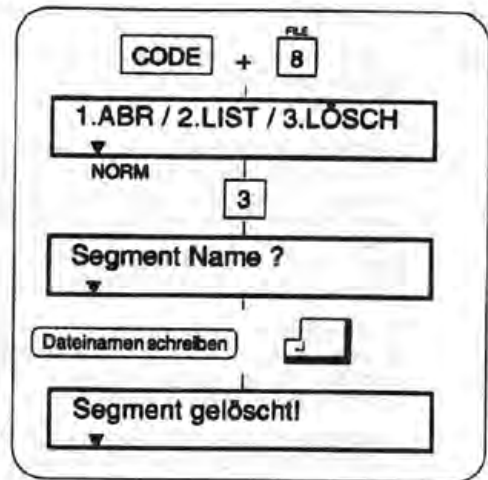 FILE
CODE + 8
1.ABR / 2.LIST / 3.LÖSCH
NORM
3
Segment Name ?
Dateinamen schreiben
Segment gelöscht!